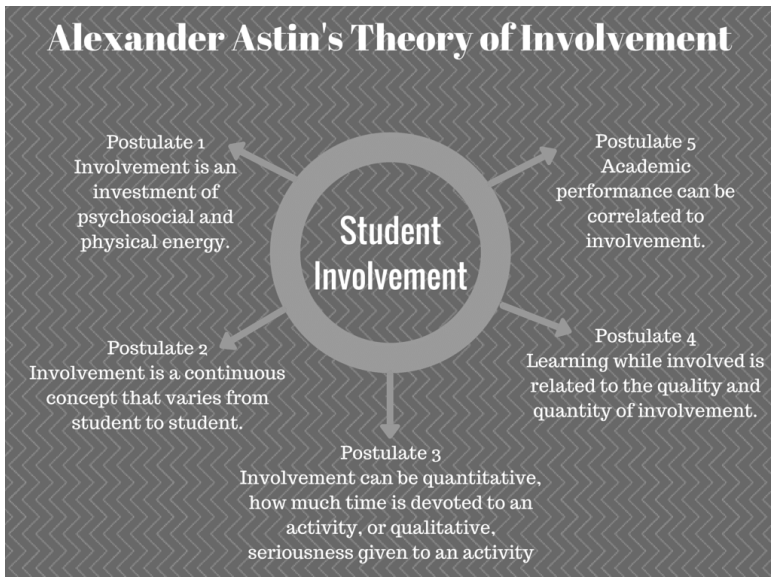 Alexander Astin's Theory of Involvement
Student
Involvement
Postulate 1
Involvement is an
investment of
psychosocial and
physical energy.
Postulate 2
Involvement is a continuous
concept that varies from
student to student.
Postulate 3
Involvement can be quantitative,
how much time is devoted to an
activity, or qualitative,
seriousness given to an activity
Postulate 4
Learning while involved is
related to the quality and
quantity of involvement.
Postulate 5
Academic
performance can be
correlated to
involvement.